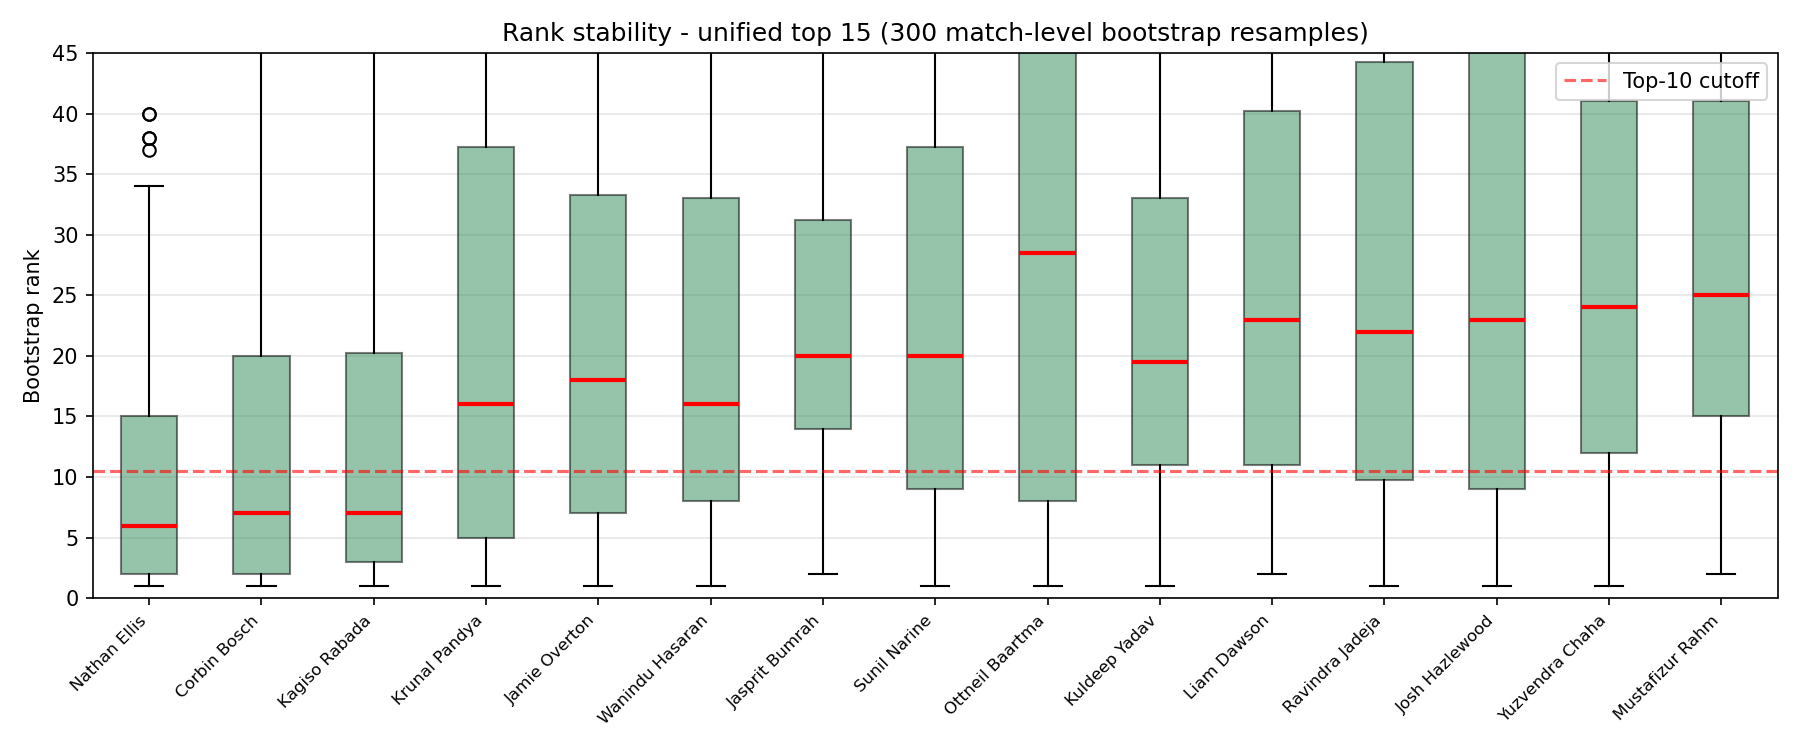 Rank stability - unified top 15 (300 match-level bootstrap resamples)
Top-10 cutoff
Bootstrap rank
45
40
35
30
25
20
15
10
5
0
Nathan Ellis
Corbin Bosch
Kagiso Rabada
Krunal Pandya
Jamie Overton
Wanindu Hasaran
Jasprit Bumrah
Sunil Narine
Ottneil Baartma
Kuldeep Yadav
Liam Dawson
Ravindra Jadeja
Josh Hazlewood
Yuzvendra Chaha
Mustafizur Rahm